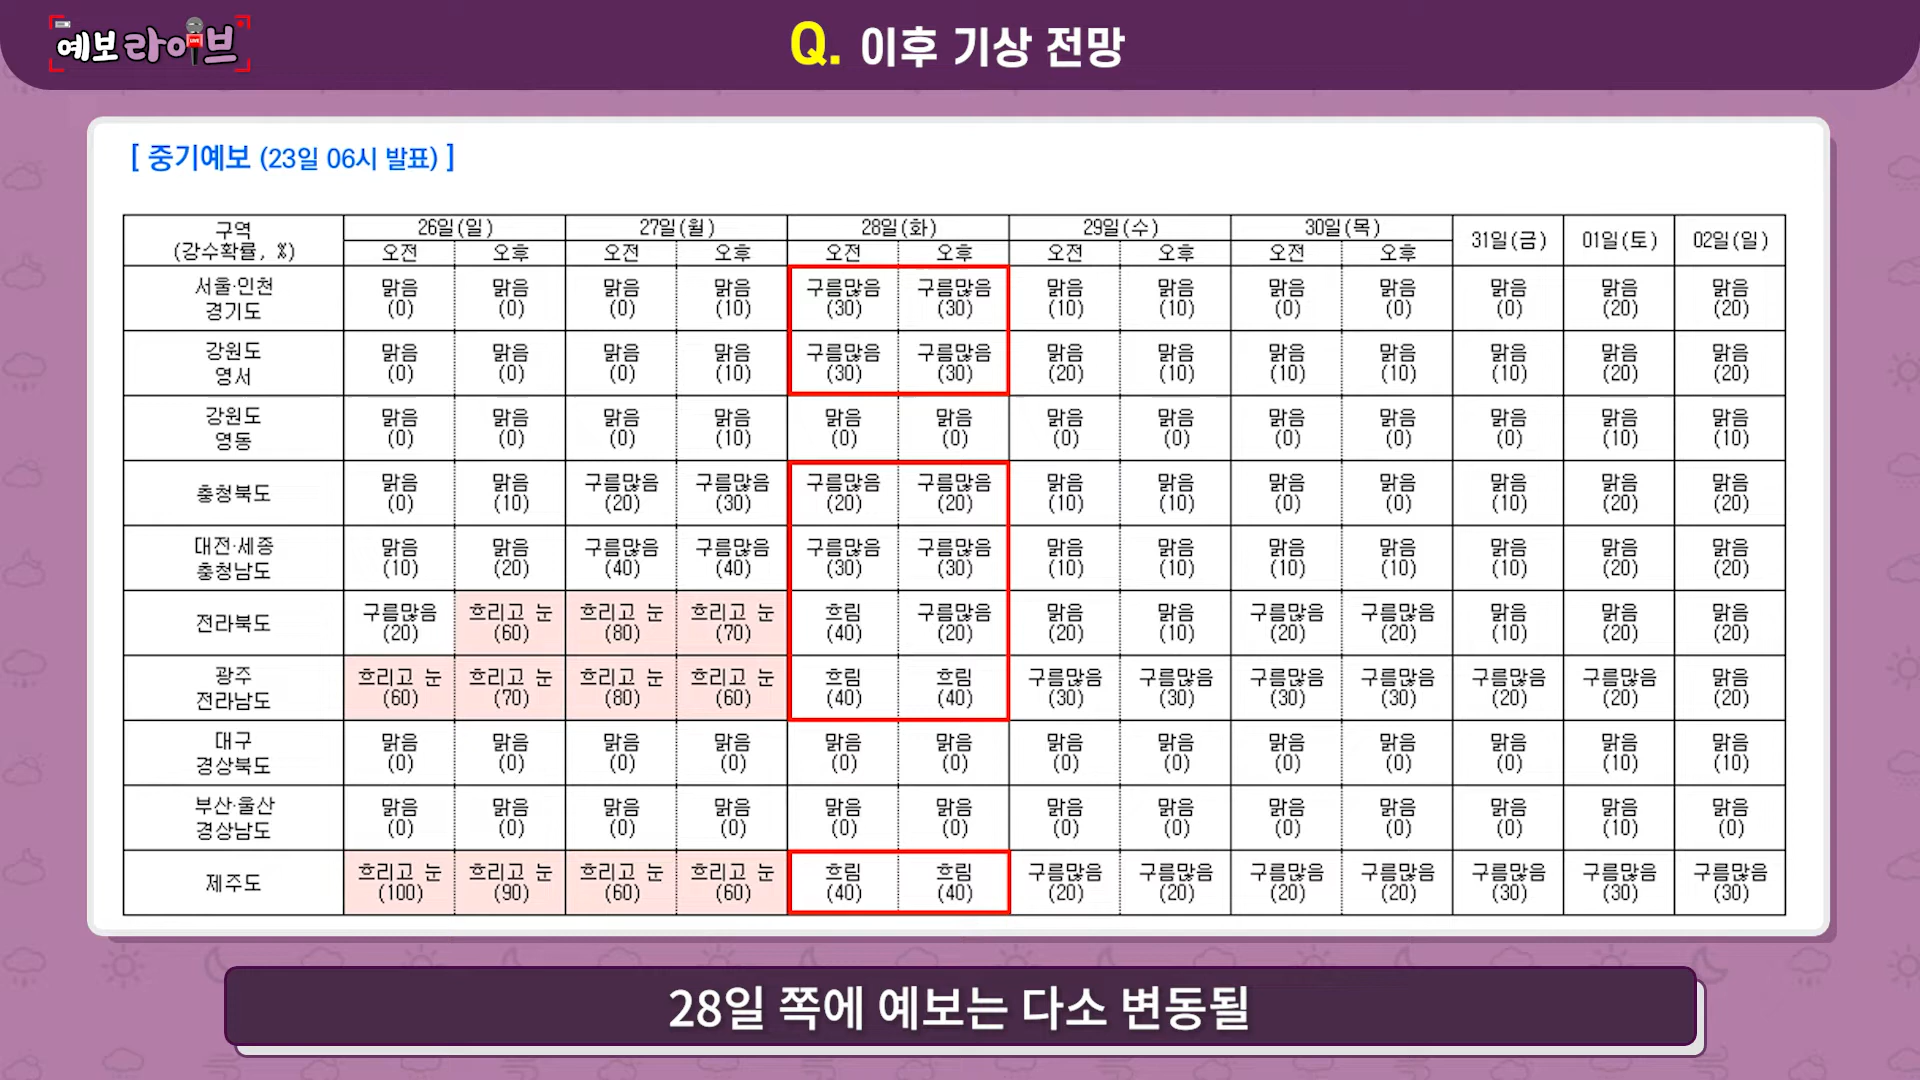 예보 라이브
Q. 이후 기상 전망
[ 중기예보 (23일 06시 발표) ]
구역 26일(일) 27일(월) 28일(화) 29일(수) 30일(목) 31일(금) 01일(토) 02일(일)
(강수확률, %) 오전 오후 오전 오후 오전 오후 오전 오후 오전 오후
서울·인천 맑음 맑음 맑음 맑음 구름많음 구름많음 맑음 맑음 맑음 맑음 맑음 맑음 맑음
경기도 (0) (0) (0) (10) (30) (30) (10) (10) (0) (0) (0) (20) (20)
강원도 맑음 맑음 맑음 맑음 구름많음 구름많음 맑음 맑음 맑음 맑음 맑음 맑음 맑음
영서 (0) (0) (0) (10) (30) (30) (20) (10) (10) (10) (10) (20) (20)
강원도 맑음 맑음 맑음 맑음 맑음 맑음 맑음 맑음 맑음 맑음 맑음 맑음 맑음
영동 (0) (0) (0) (10) (0) (0) (0) (0) (0) (0) (0) (10) (10)
충청북도 맑음 맑음 구름많음 구름많음 구름많음 구름많음 맑음 맑음 맑음 맑음 맑음 맑음 맑음
(0) (10) (20) (30) (20) (20) (10) (10) (0) (0) (10) (20) (20)
대전·세종 맑음 맑음 구름많음 구름많음 구름많음 구름많음 맑음 맑음 맑음 맑음 맑음 맑음 맑음
충청남도 (10) (20) (40) (40) (30) (30) (10) (10) (10) (10) (10) (20) (20)
전라북도 구름많음 흐리고 눈 흐리고 눈 흐리고 눈 흐림 구름많음 맑음 맑음 구름많음 구름많음 맑음 맑음 맑음
(20) (60) (80) (70) (40) (20) (20) (10) (20) (20) (10) (20) (20)
광주 흐리고 눈 흐리고 눈 흐리고 눈 흐리고 눈 흐림 흐림 구름많음 구름많음 구름많음 구름많음 구름많음 구름많음 맑음
전라남도 (60) (70) (80) (60) (40) (40) (30) (30) (30) (30) (20) (20) (20)
대구 맑음 맑음 맑음 맑음 맑음 맑음 맑음 맑음 맑음 맑음 맑음 맑음 맑음
경상북도 (0) (0) (0) (0) (0) (0) (0) (0) (0) (0) (0) (10) (10)
부산·울산 맑음 맑음 맑음 맑음 맑음 맑음 맑음 맑음 맑음 맑음 맑음 맑음 맑음
경상남도 (0) (0) (0) (0) (0) (0) (0) (0) (0) (0) (0) (10) (0)
제주도 흐리고 눈 흐리고 눈 흐리고 눈 흐리고 눈 흐림 흐림 구름많음 구름많음 구름많음 구름많음 구름많음 구름많음 구름많음
(100) (90) (60) (60) (40) (40) (20) (20) (20) (20) (30) (30) (30)
28일 쪽에 예보는 다소 변동될